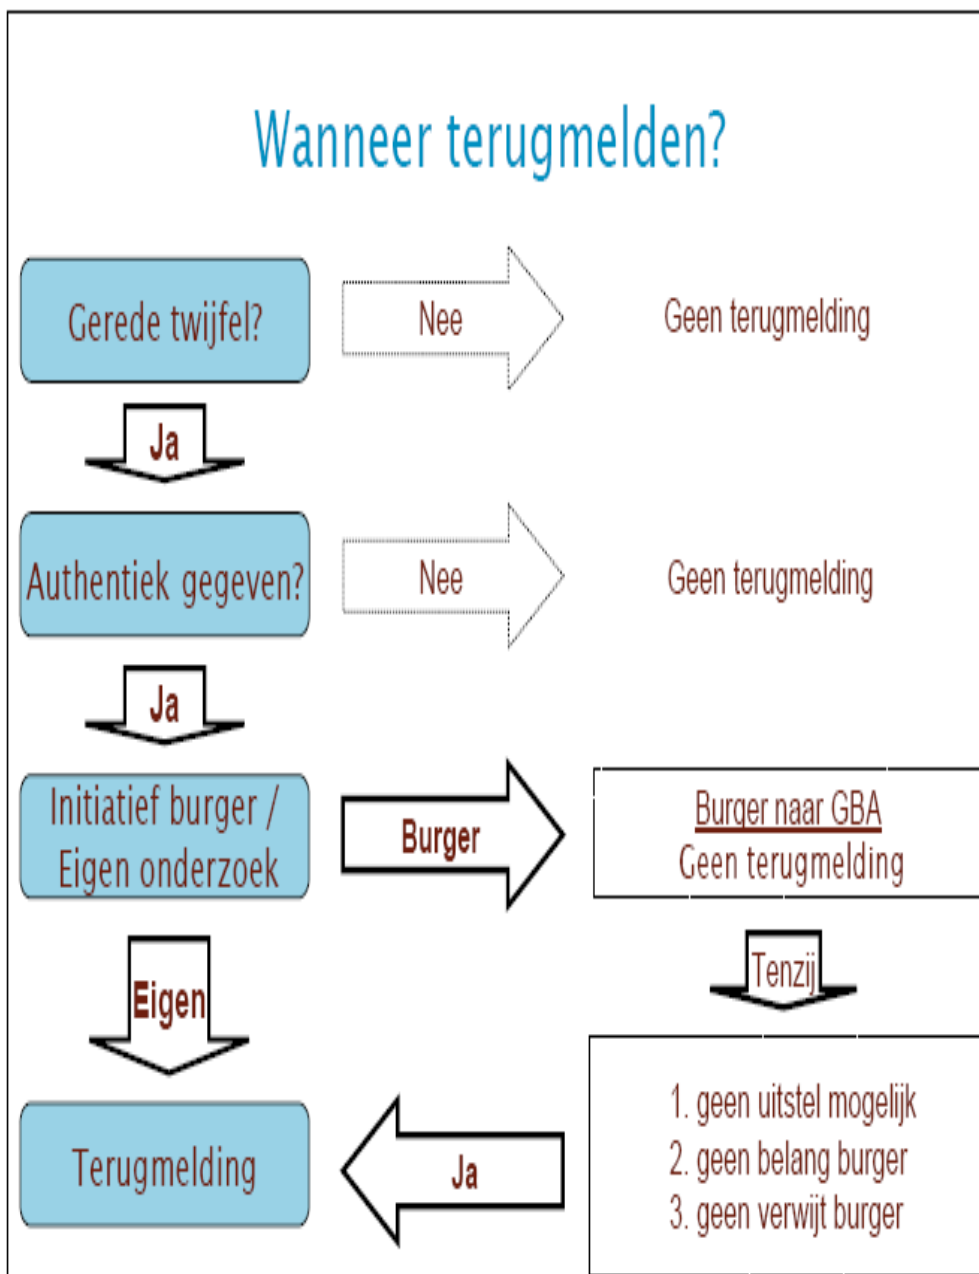 Wanneer terugmelden?
Gerede twijfel?
Nee
Geen terugmelding
Ja
Authentiek gegeven?
Nee
Geen terugmelding
Ja
Initiatief burger /
Eigen onderzoek
Burger
Burger naar GBA
Geen terugmelding
Eigen
Tenzij
Terugmelding
Ja
1. geen uitstel mogelijk
2. geen belang burger
3. geen verwijt burger